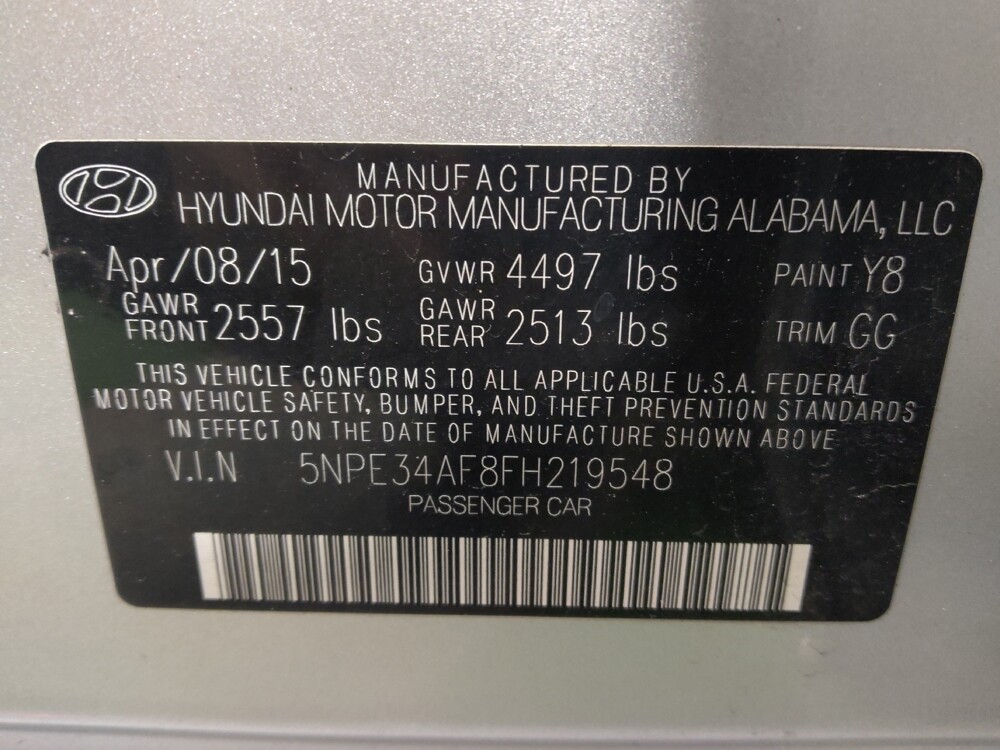 MANUFACTURED BY
HYUNDAI MOTOR MANUFACTURING ALABAMA, LLC
Apr/08/15 GVWR 4497 lbs PAINT Y8
GAWR FRONT 2557 lbs GAWR REAR 2513 lbs TRIM GG
THIS VEHICLE CONFORMS TO ALL APPLICABLE U.S.A. FEDERAL
MOTOR VEHICLE SAFETY, BUMPER, AND THEFT PREVENTION STANDARDS
IN EFFECT ON THE DATE OF MANUFACTURE SHOWN ABOVE
V.I.N 5NPE34AF8FH219548
PASSENGER CAR